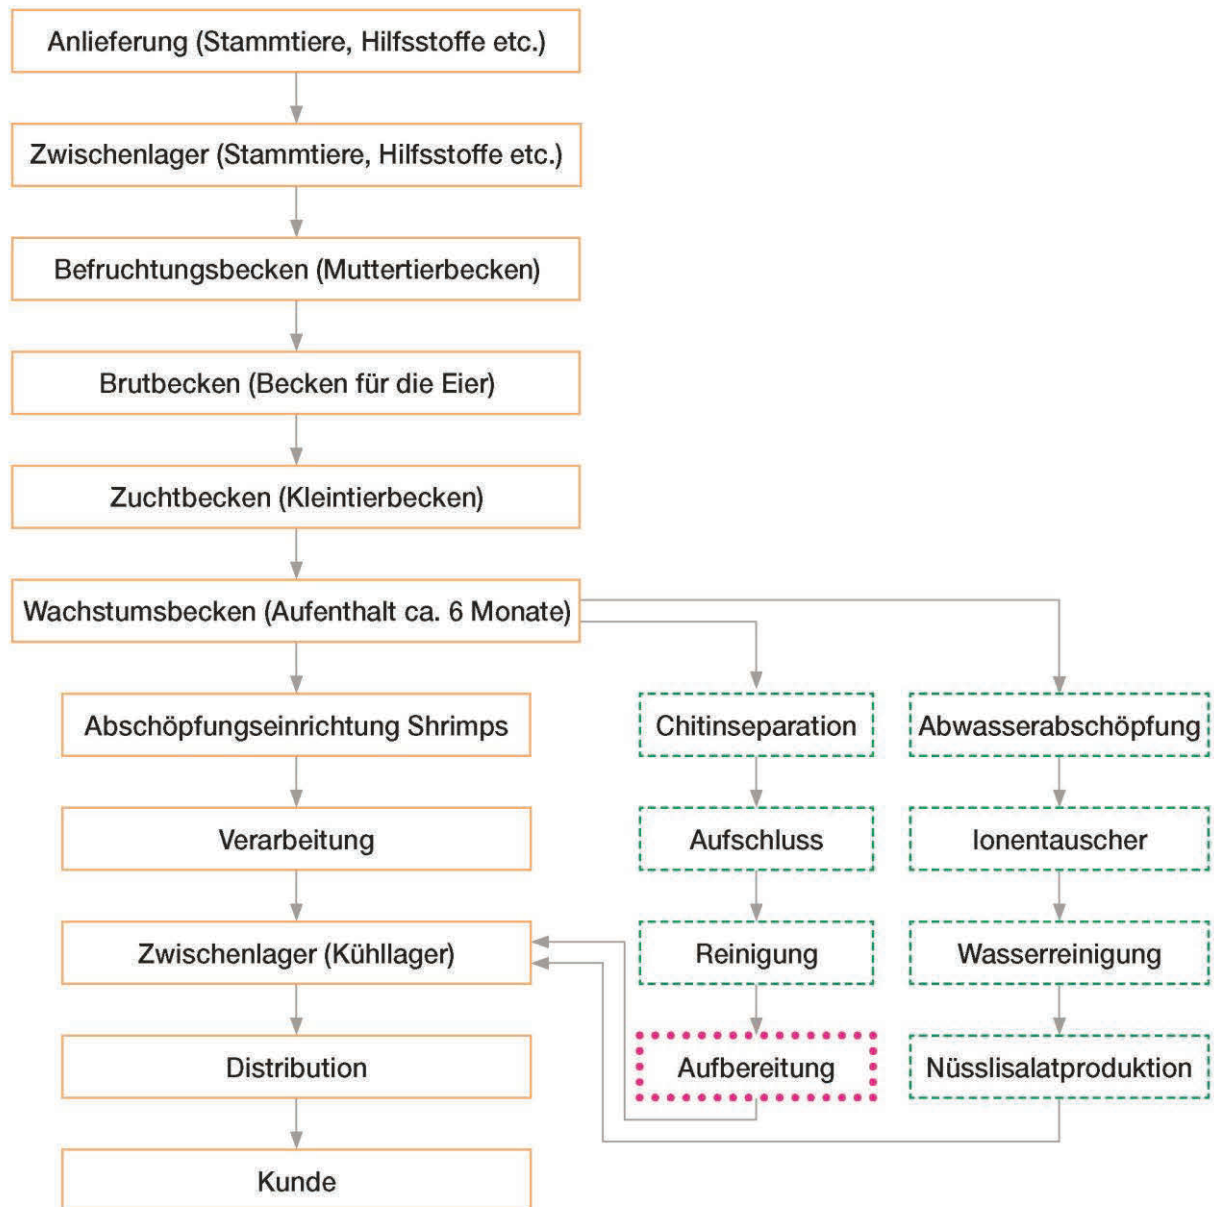 Anlieferung (Stammtiere, Hilfsstoffe etc.)
Zwischenlager (Stammtiere, Hilfsstoffe etc.)
Befruchtungsbecken (Muttertierbecken)
Brutbecken (Becken für die Eier)
Zuchtbecken (Kleintierbecken)
Wachstumsbecken (Aufenthalt ca. 6 Monate)
Abschöpfungseinrichtung Shrimps
Verarbeitung
Zwischenlager (Kühllager)
Distribution
Kunde
Chitinseparation
Aufschluss
Reinigung
Aufbereitung
Abwasserabschöpfung
Ionentauscher
Wasserreinigung
Nüsslisalatproduktion